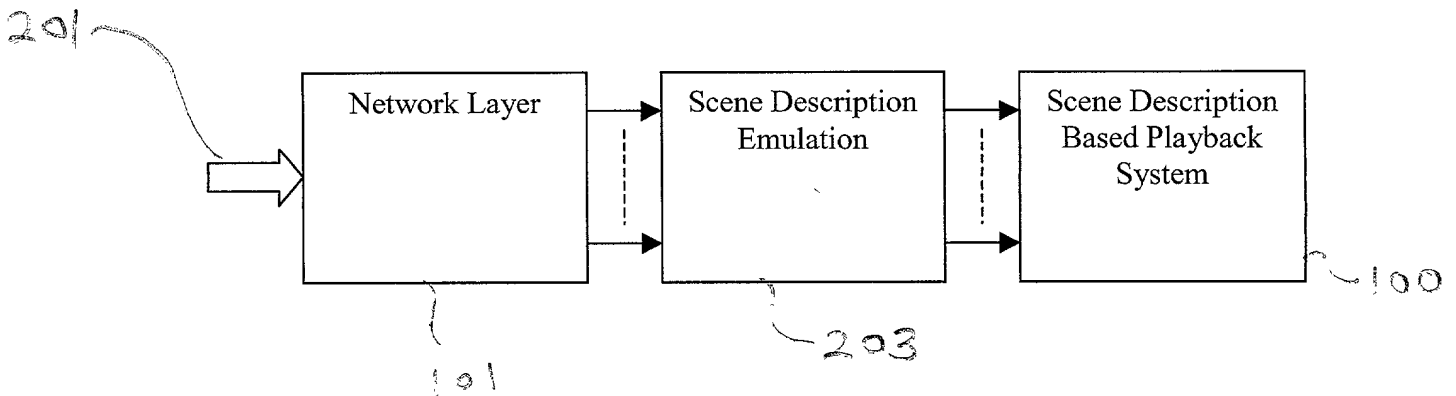 201
Network Layer
Scene Description
Emulation
Scene Description
Based Playback
System
100
203
101